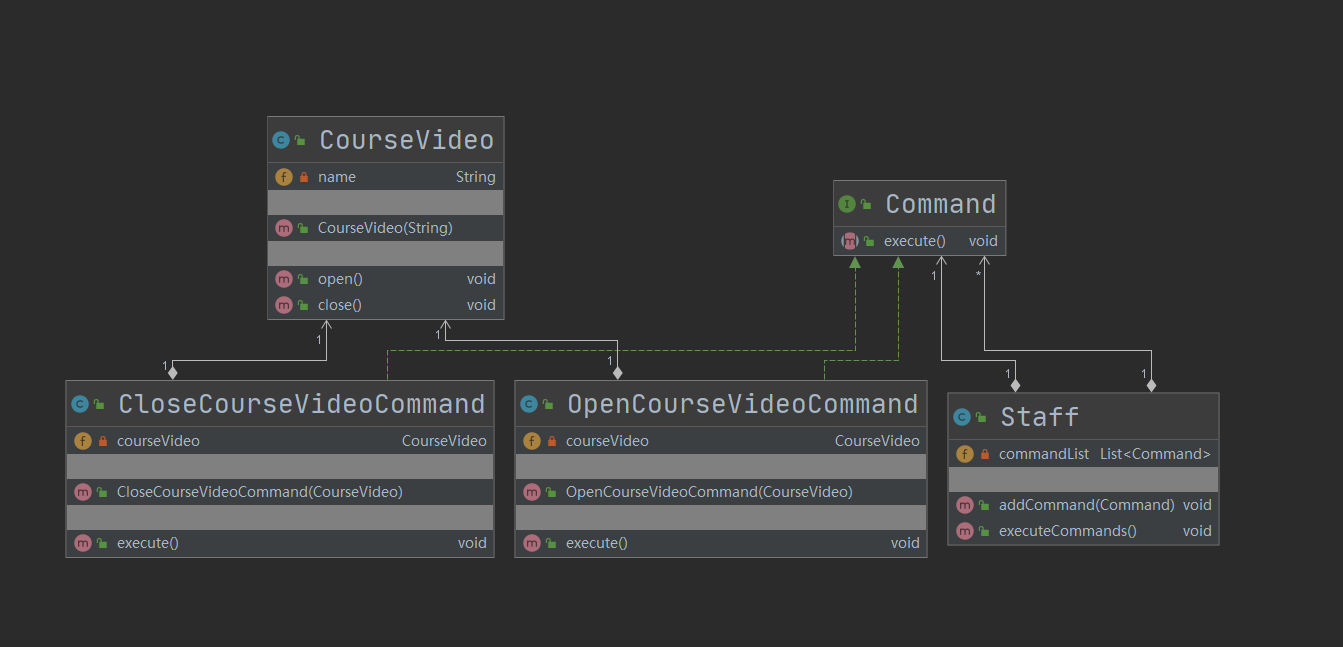 CourseVideo
name String
CourseVideo(String)
open() void
close() void
Command
execute() void
1 1 1 *
1 1 1 1
CloseCourseVideoCommand
courseVideo CourseVideo
CloseCourseVideoCommand(CourseVideo)
execute() void
OpenCourseVideoCommand
courseVideo CourseVideo
OpenCourseVideoCommand(CourseVideo)
execute() void
Staff
commandList List<Command>
addCommand(Command) void
executeCommands() void